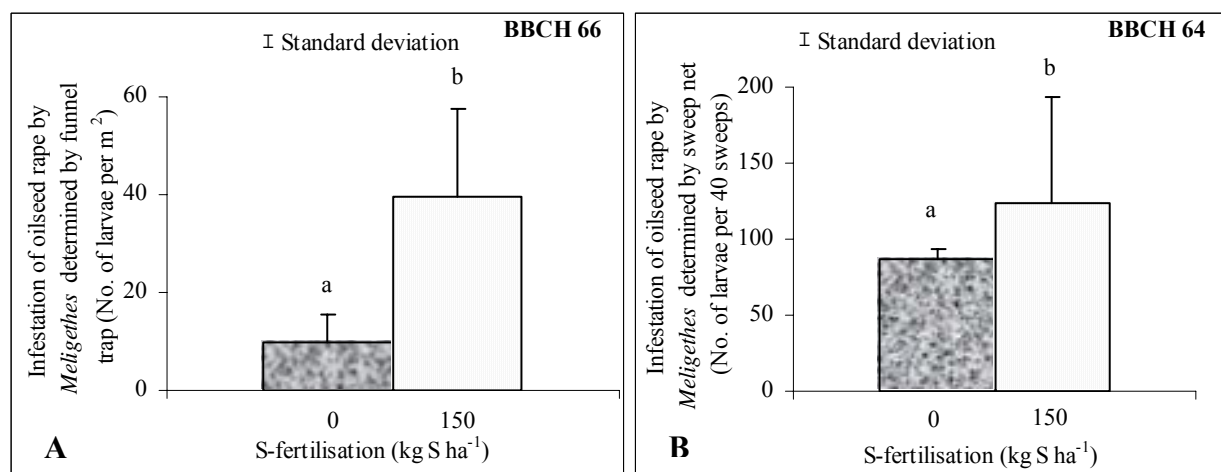 BBCH 66
Standard deviation
Infestation of oilseed rape by
Meligethes determined by funnel
trap (No. of larvae per m²)
60
40
20
0
a
b
0 150
S-fertilisation (kg S ha⁻¹)
A
BBCH 64
Standard deviation
Infestation of oilseed rape by
Meligethes determined by sweep net
(No. of larvae per 40 sweeps)
200
150
100
50
0
a
b
0 150
S-fertilisation (kg S ha⁻¹)
B